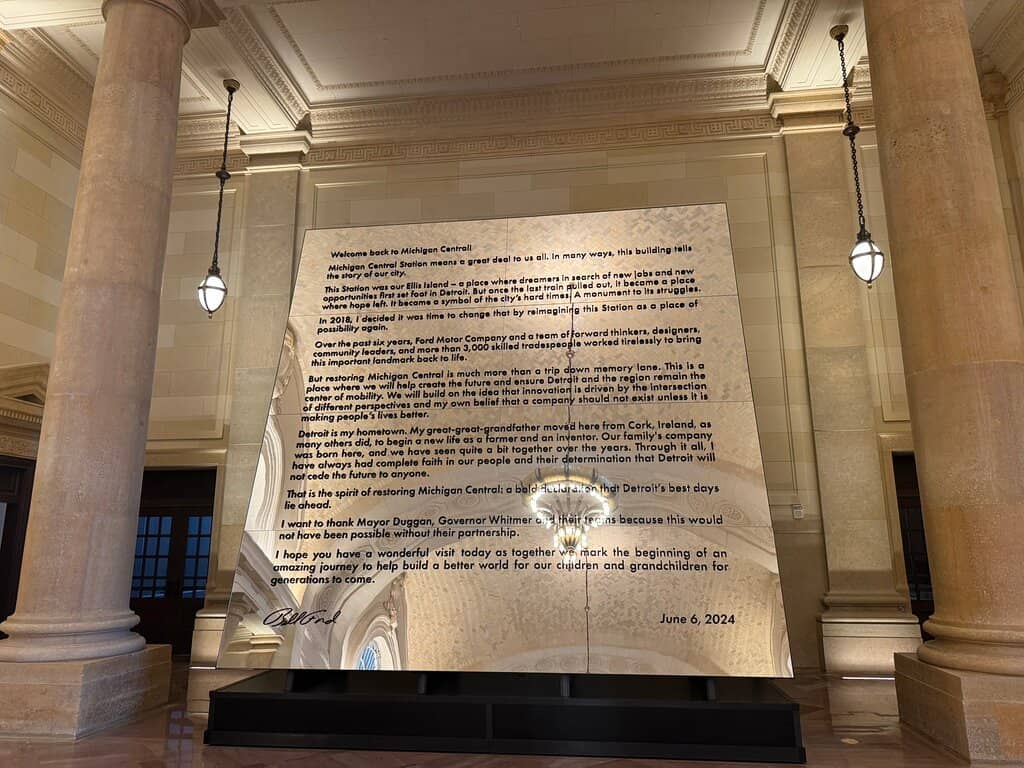 Welcome back to Michigan Central!
Michigan Central Station means a great deal to us all. In many ways, this building tells
the story of our city.
This Station was our Ellis Island – a place where dreamers in search of new jobs and new
opportunities first set foot in Detroit. But once the last train pulled out, it became a place
where hope left. It became a symbol of the city's hard times. A monument to its struggles.
In 2018, I decided it was time to change that by reimagining this Station as a place of
possibility again.
Over the past six years, Ford Motor Company and a team of forward thinkers, designers,
community leaders, and more than 3,000 skilled tradespeople worked tirelessly to bring
this important landmark back to life.
But restoring Michigan Central is much more than a trip down memory lane. This is a
place where we will help create the future and ensure Detroit and the region remain the
center of mobility. We will build on the idea that innovation is driven by the intersection
of different perspectives and my own belief that a company should not exist unless it is
making people's lives better.
Detroit is my hometown. My great-great-grandfather moved here from Cork, Ireland, as
many others did, to begin a new life as a farmer and an inventor. Our family's company
was born here, and we have seen quite a bit together over the years. Through it all, I
have always had complete faith in our people and their determination that Detroit will
not cede the future to anyone.
That is the spirit of restoring Michigan Central: a bold declaration that Detroit's best days
lie ahead.
I want to thank Mayor Duggan, Governor Whitmer and their teams because this would
not have been possible without their partnership.
I hope you have a wonderful visit today as together we mark the beginning of an
amazing journey to help build a better world for our children and grandchildren for
generations to come.
Bill Ford
June 6, 2024